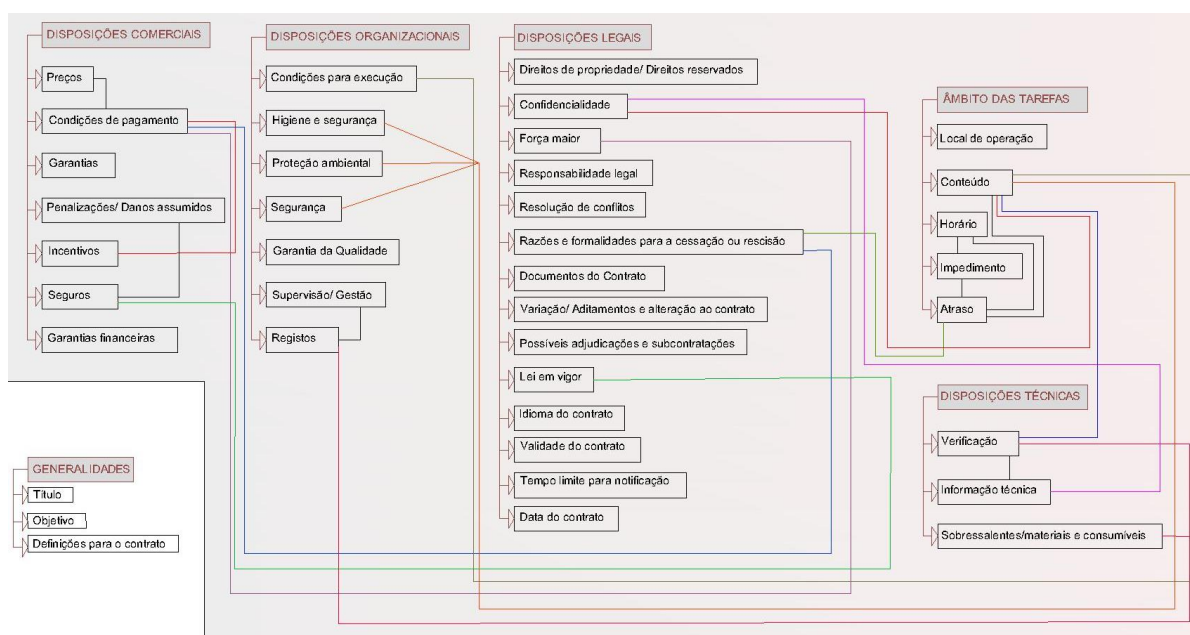 DISPOSIÇÕES COMERCIAIS
Preços
Condições de pagamento
Garantias
Penalizações/ Danos assumidos
Incentivos
Seguros
Garantias financeiras
GENERALIDADES
Título
Objetivo
Definições para o contrato
DISPOSIÇÕES ORGANIZACIONAIS
Condições para execução
Higiene e segurança
Proteção ambiental
Segurança
Garantia da Qualidade
Supervisão/ Gestão
Registos
DISPOSIÇÕES LEGAIS
Direitos de propriedade/ Direitos reservados
Confidencialidade
Força maior
Responsabilidade legal
Resolução de conflitos
Razões e formalidades para a cessação ou rescisão
Documentos do Contrato
Variação/ Aditamentos e alteração ao contrato
Possíveis adjudicações e subcontratações
Lei em vigor
Idioma do contrato
Validade do contrato
Tempo limite para notificação
Data do contrato
ÂMBITO DAS TAREFAS
Local de operação
Conteúdo
Horário
Impedimento
Atraso
DISPOSIÇÕES TÉCNICAS
Verificação
Informação técnica
Sobressalentes/materiais e consumíveis